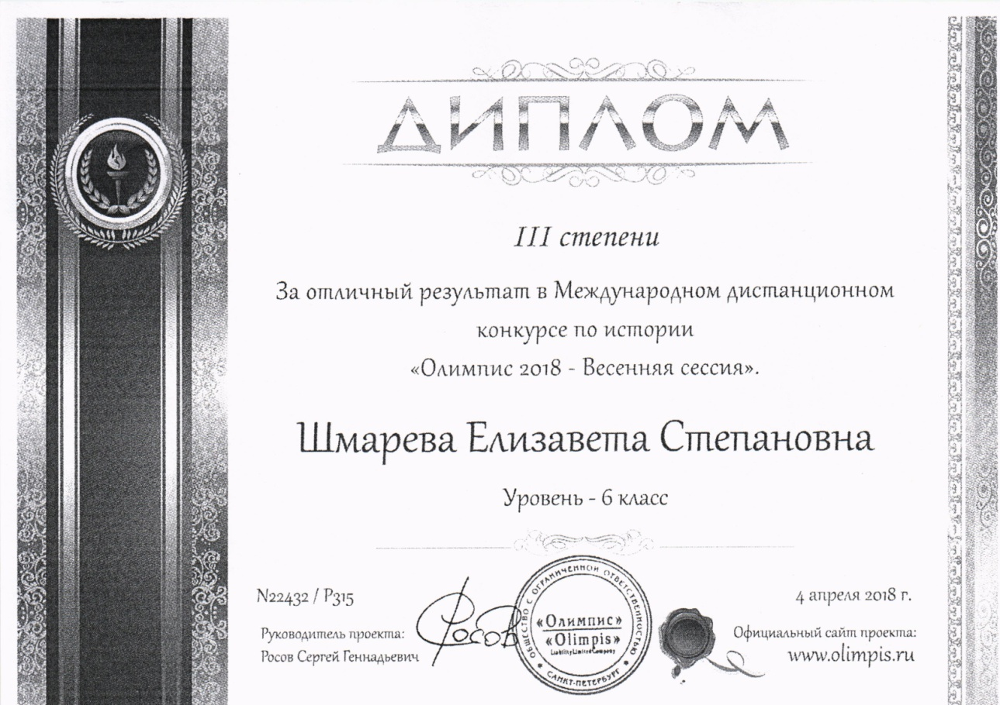 ДИПЛОМ
III степени
За отличный результат в Международном дистанционном
конкурсе по истории
«Олимпис 2018 - Весенняя сессия».
Шмарева Елизавета Степановна
Уровень - 6 класс
N22432 / P315
4 апреля 2018 г.
Руководитель проекта:
Росов Сергей Геннадьевич
Росов
ОБЩЕСТВО С ОГРАНИЧЕННОЙ ОТВЕТСТВЕННОСТЬЮ
«Олимпис»
«Olimpis»
Liability Limited Company
САНКТ-ПЕТЕРБУРГ
Официальный сайт проекта:
www.olimpis.ru